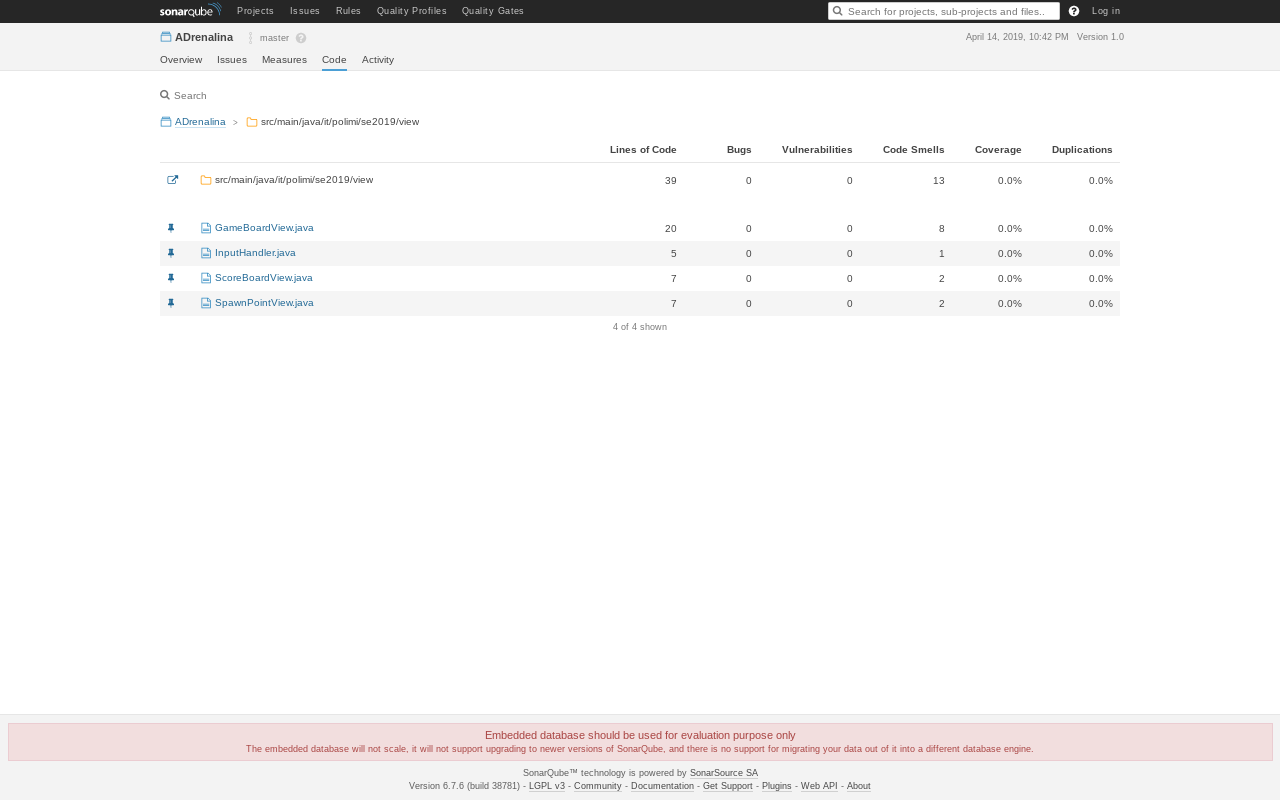 sonarqube Projects Issues Rules Quality Profiles Quality Gates Search for projects, sub-projects and files.. Log in
ADrenalina master April 14, 2019, 10:42 PM Version 1.0
Overview Issues Measures Code Activity
Search
ADrenalina > src/main/java/it/polimi/se2019/view
Lines of Code Bugs Vulnerabilities Code Smells Coverage Duplications
src/main/java/it/polimi/se2019/view 39 0 0 13 0.0% 0.0%
GameBoardView.java 20 0 0 8 0.0% 0.0%
InputHandler.java 5 0 0 1 0.0% 0.0%
ScoreBoardView.java 7 0 0 2 0.0% 0.0%
SpawnPointView.java 7 0 0 2 0.0% 0.0%
4 of 4 shown
Embedded database should be used for evaluation purpose only
The embedded database will not scale, it will not support upgrading to newer versions of SonarQube, and there is no support for migrating your data out of it into a different database engine.
SonarQube™ technology is powered by SonarSource SA
Version 6.7.6 (build 38781) - LGPL v3 - Community - Documentation - Get Support - Plugins - Web API - About